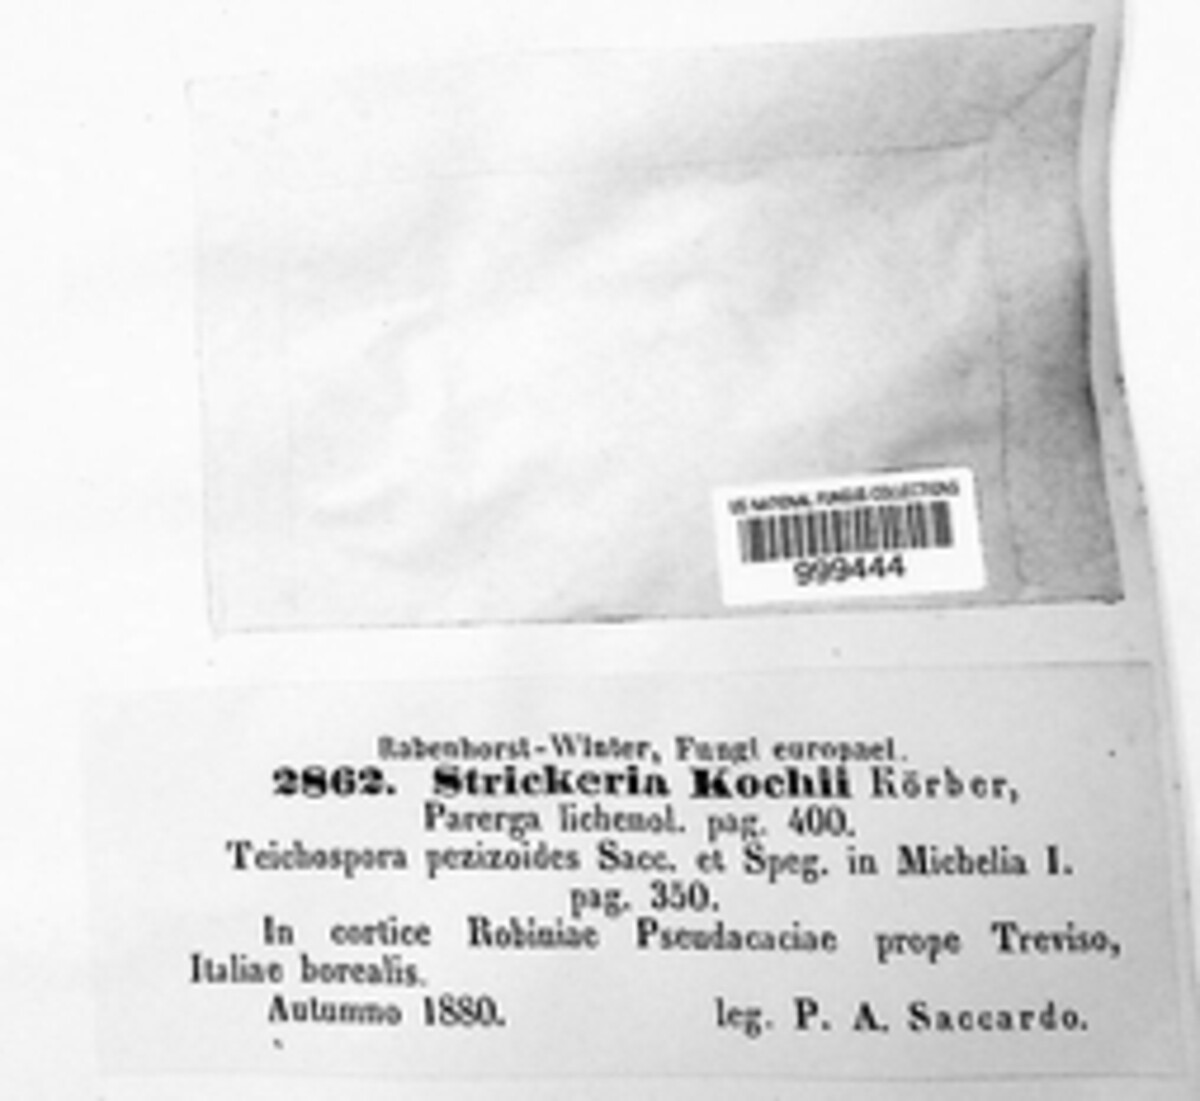 US NATIONAL FUNGUS COLLECTIONS
999444
Rabenhorst-Winter, Fungi europaei.
2862. Strickeria Kochii Körber,
Parerga lichenol. pag. 400.
Teichospora pezizoides Sacc. et Speg. in Michelia I.
pag. 350.
In cortice Robiniae Pseudacaciae prope Treviso,
Italiae borealis.
Autumno 1880. leg. P. A. Saccardo.